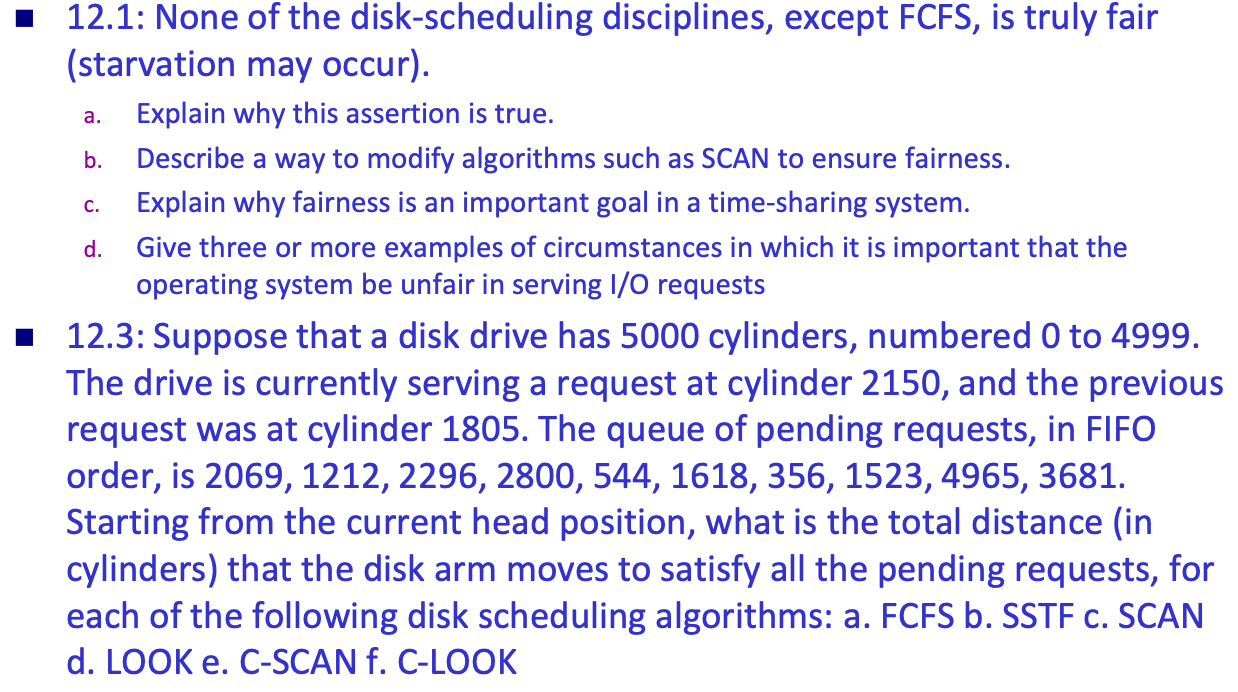 12.1: None of the disk-scheduling disciplines, except FCFS, is truly fair
(starvation may occur).
a. Explain why this assertion is true.
b. Describe a way to modify algorithms such as SCAN to ensure fairness.
c. Explain why fairness is an important goal in a time-sharing system.
d. Give three or more examples of circumstances in which it is important that the
operating system be unfair in serving I/O requests
12.3: Suppose that a disk drive has 5000 cylinders, numbered 0 to 4999.
The drive is currently serving a request at cylinder 2150, and the previous
request was at cylinder 1805. The queue of pending requests, in FIFO
order, is 2069, 1212, 2296, 2800, 544, 1618, 356, 1523, 4965, 3681.
Starting from the current head position, what is the total distance (in
cylinders) that the disk arm moves to satisfy all the pending requests, for
each of the following disk scheduling algorithms: a. FCFS b. SSTF c. SCAN
d. LOOK e. C-SCAN f. C-LOOK